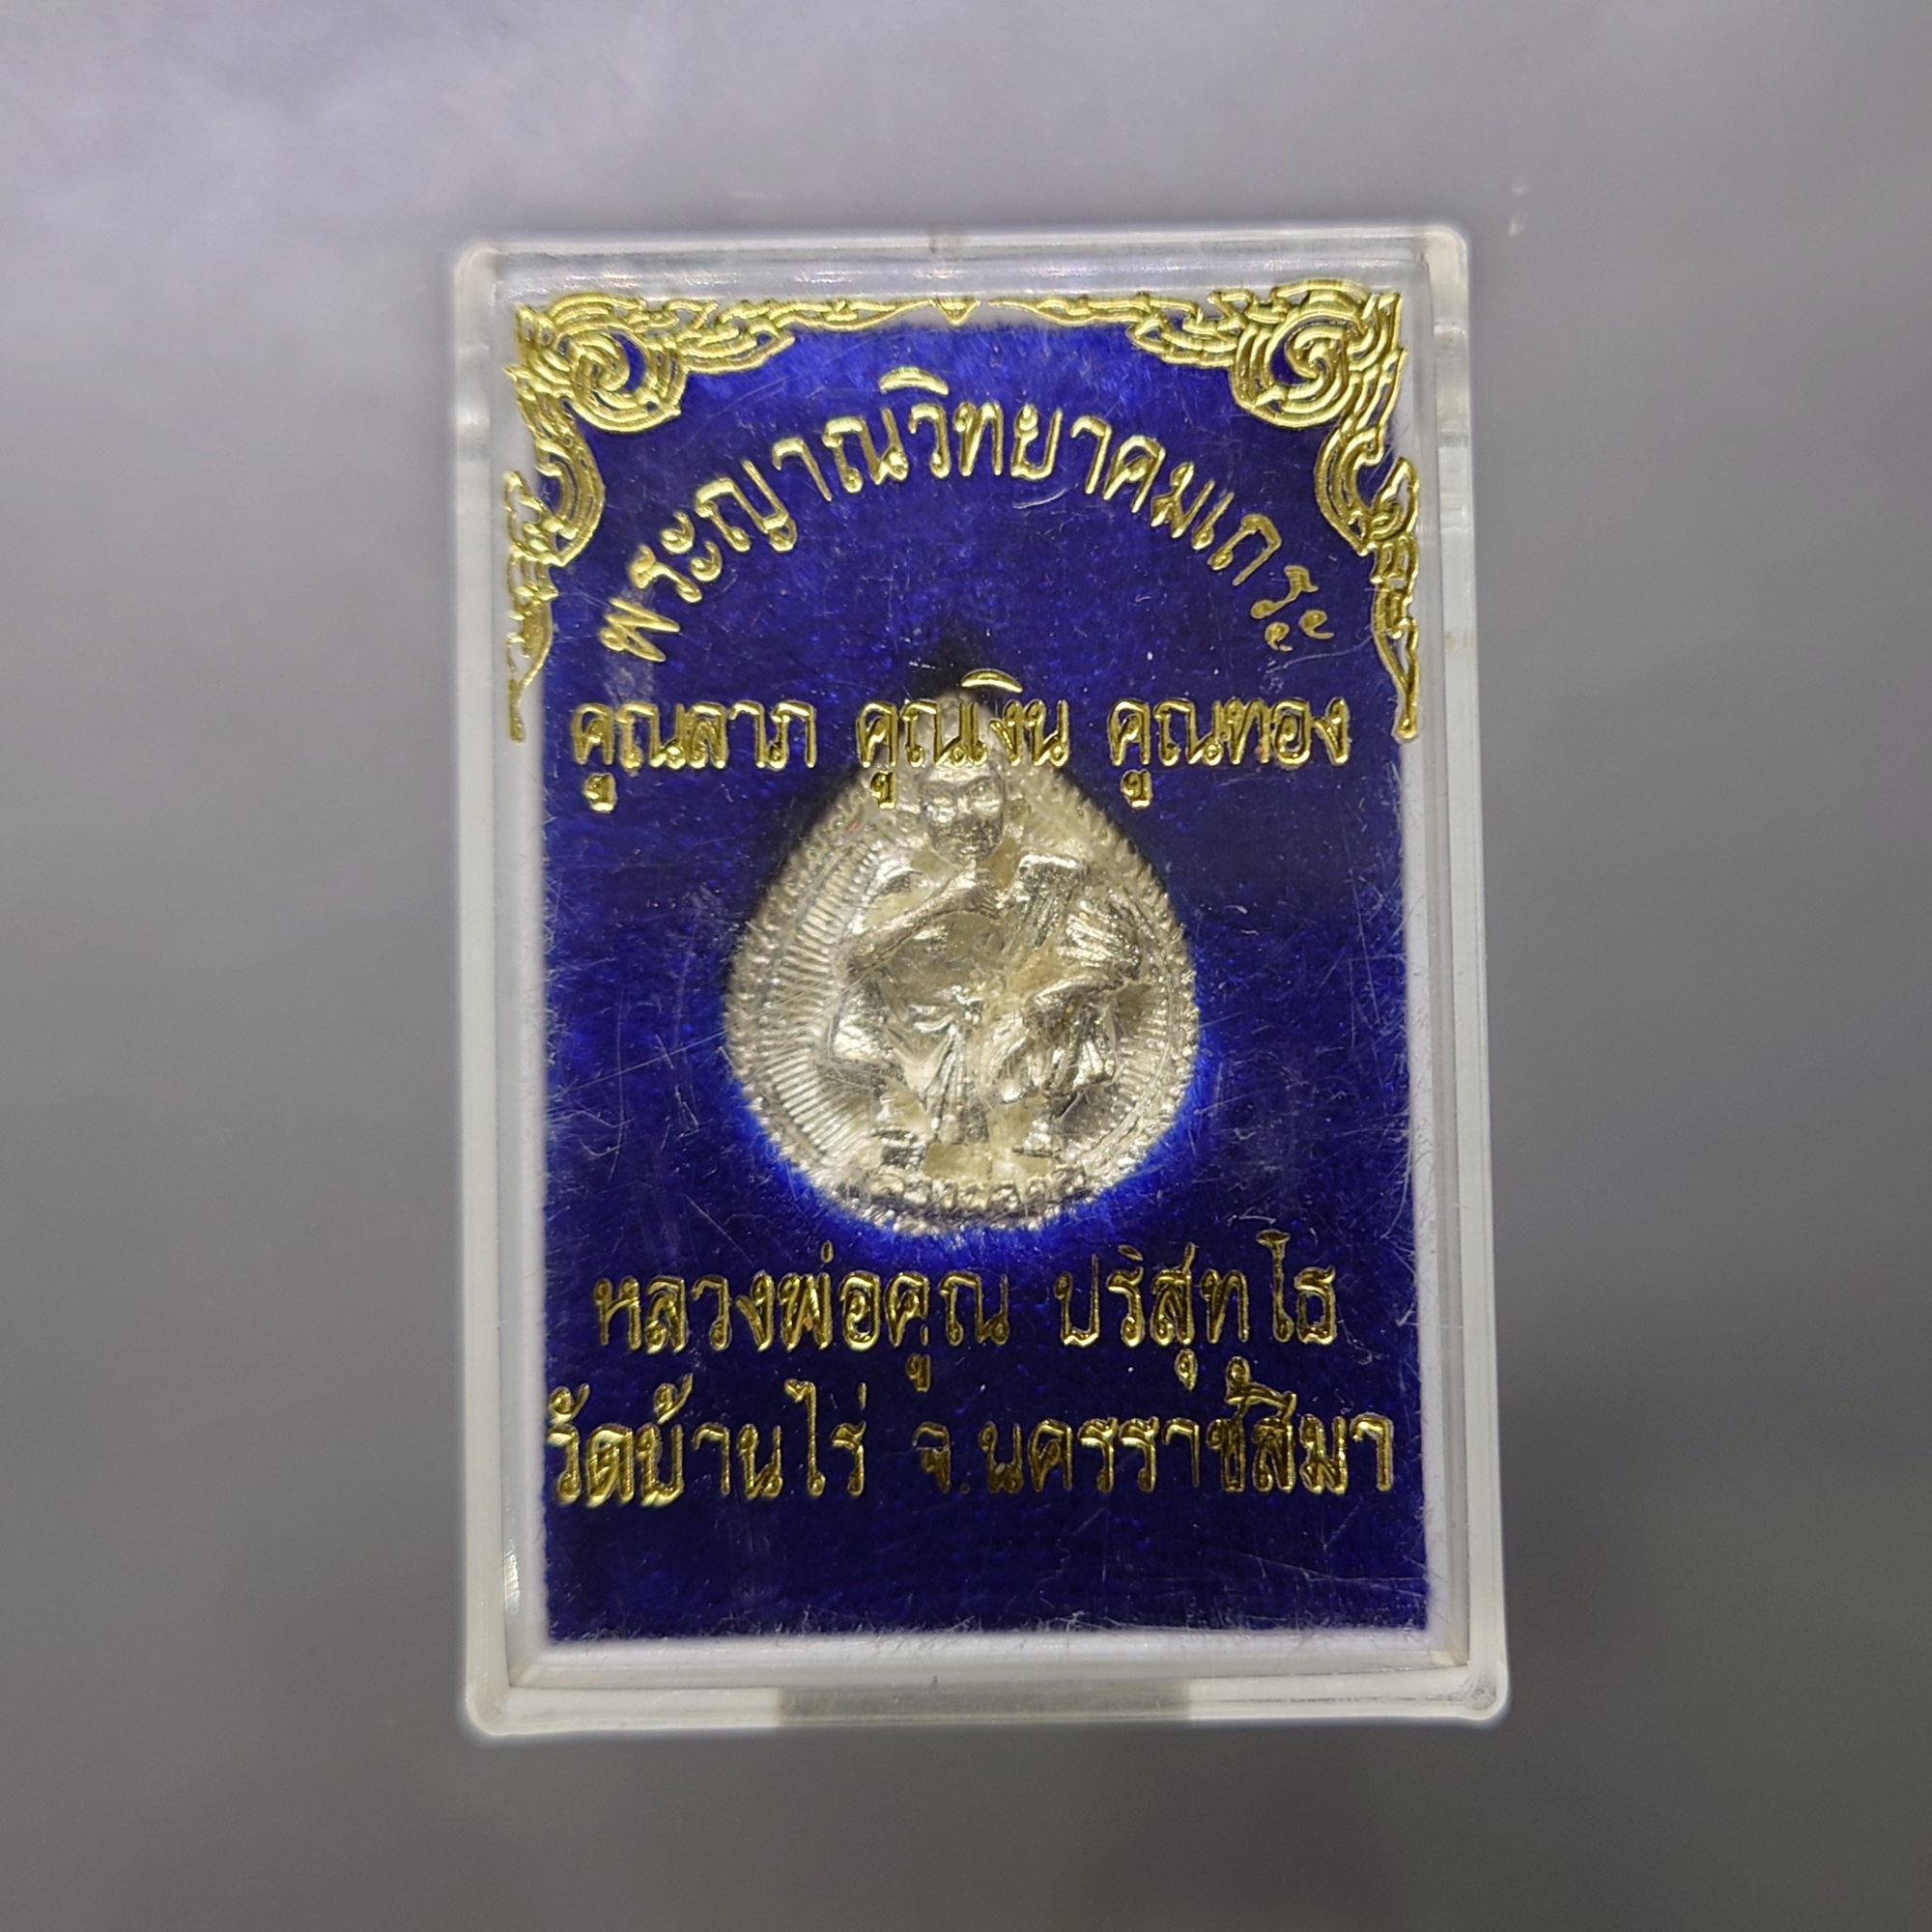 พระญาณวิทยาคมเถระ
คูณลาภ คูณเงิน คูณทอง
หลวงพ่อคูณ ปริสุทฺโธ
วัดบ้านไร่ จ.นครราชสีมา